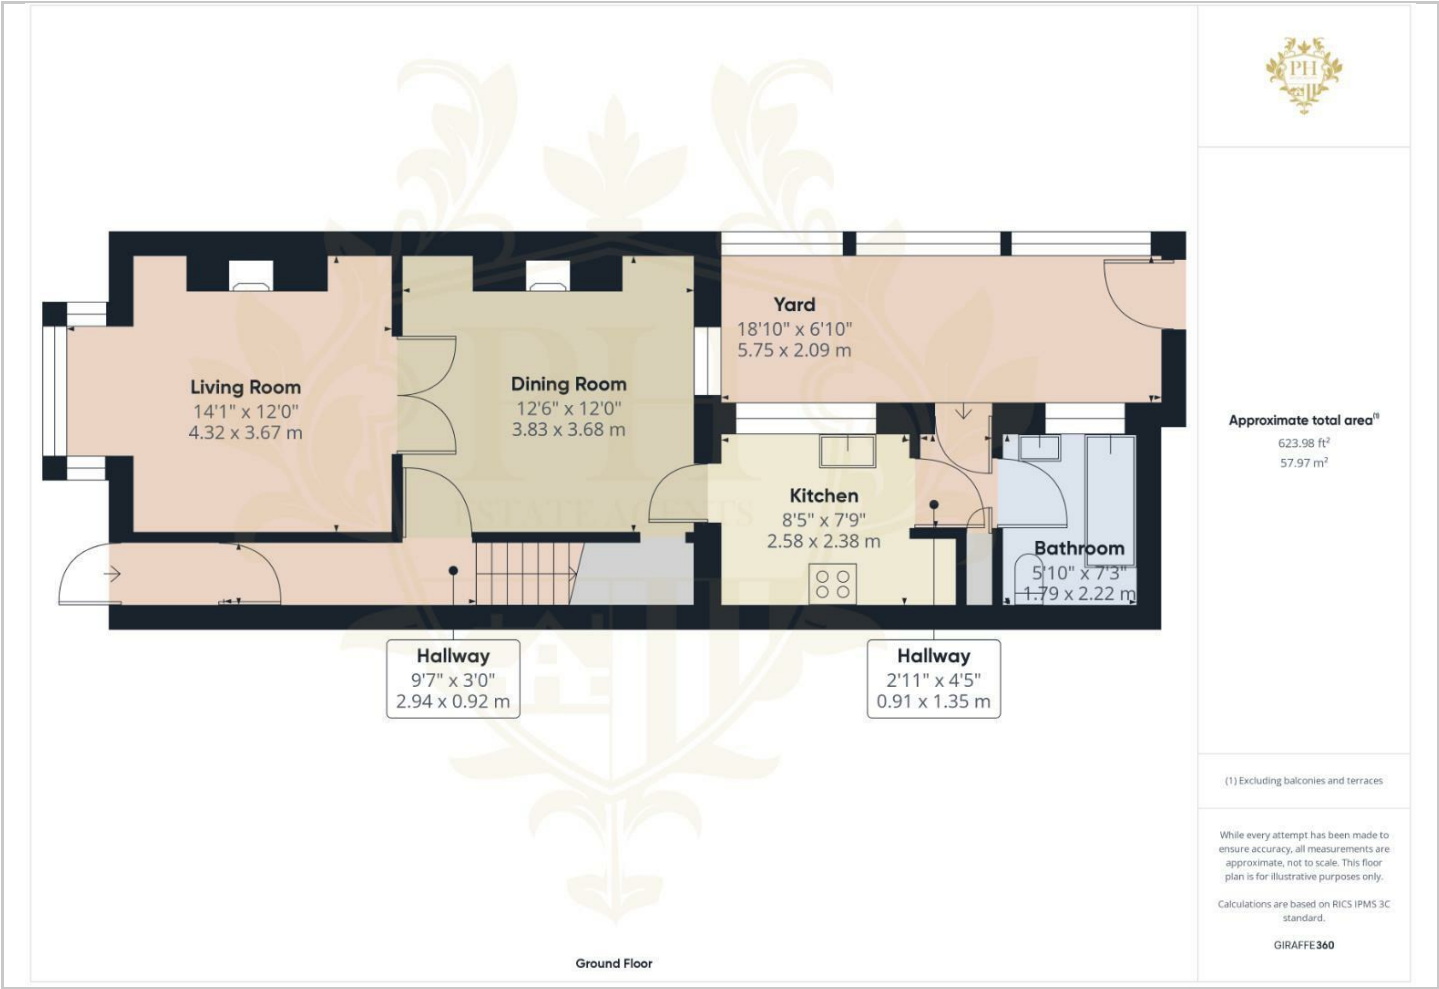 PH
Yard
18'10" x 6'10"
5.75 x 2.09 m
Living Room
14'1" x 12'0"
4.32 x 3.67 m
Dining Room
12'6" x 12'0"
3.83 x 3.68 m
PH
ESTATE AGENTS
Kitchen
8'5" x 7'9"
2.58 x 2.38 m
Bathroom
5'10" x 7'3"
1.79 x 2.22 m
Hallway
9'7" x 3'0"
2.94 x 0.92 m
Hallway
2'11" x 4'5"
0.91 x 1.35 m
Ground Floor
Approximate total area(1)
623.98 ft²
57.97 m²
(1) Excluding balconies and terraces
While every attempt has been made to
ensure accuracy, all measurements are
approximate, not to scale. This floor
plan is for illustrative purposes only.
Calculations are based on RICS IPMS 3C
standard.
GIRAFFE360